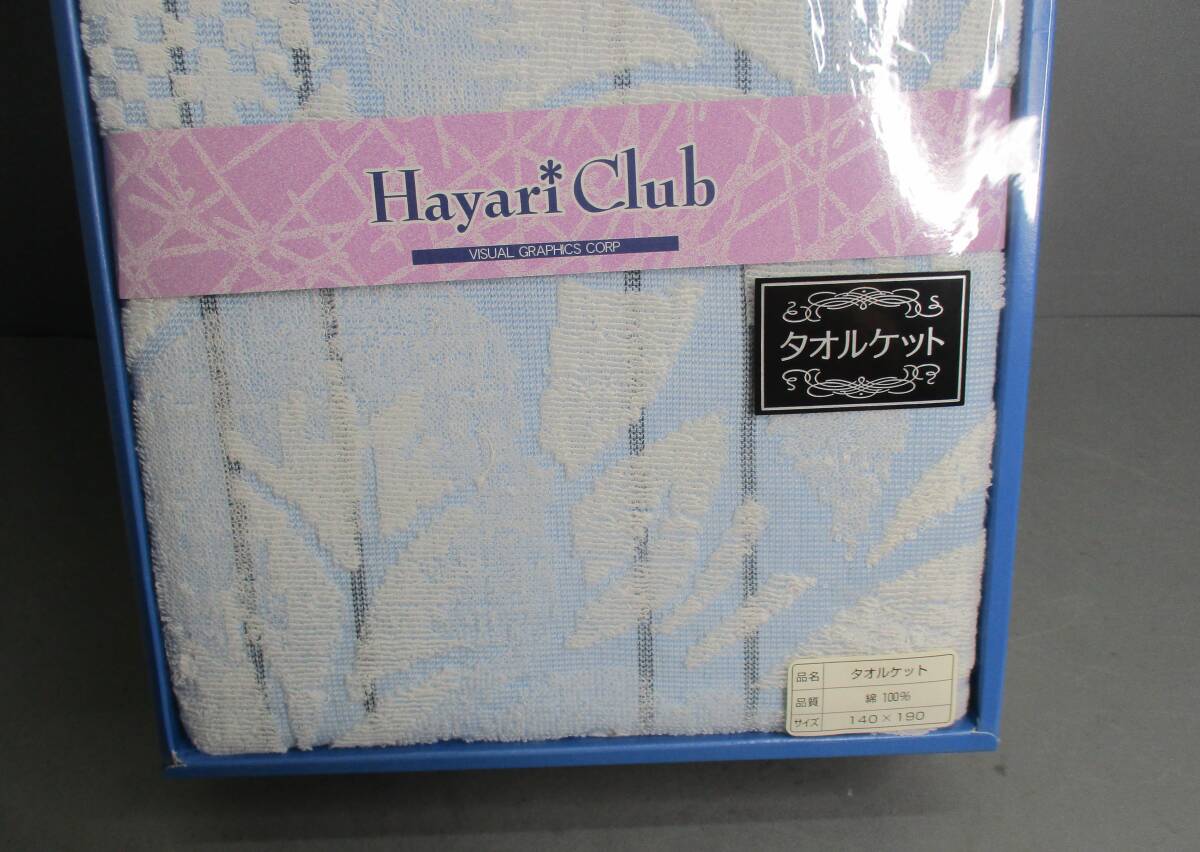 Hayari*Club
VISUAL GRAPHICS CORP
タオルケット
品名 タオルケット
品質 綿 100%
サイズ 140×190